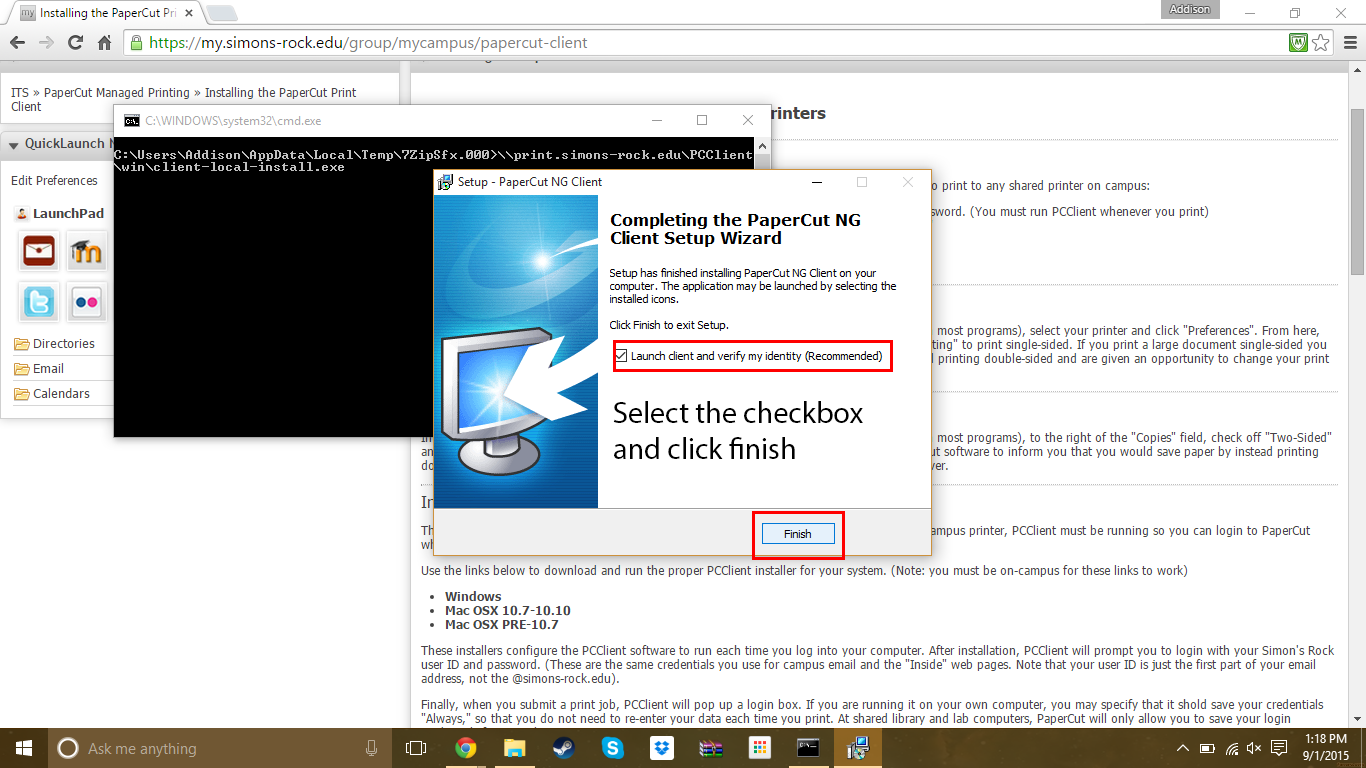 my Installing the PaperCut Pri
Addison
https://my.simons-rock.edu/group/mycampus/papercut-client
ITS » PaperCut Managed Printing » Installing the PaperCut Print
Client
QuickLaunch
Edit Preferences
LaunchPad
Directories
Email
Calendars
C:\WINDOWS\system32\cmd.exe
C:\Users\Addison\AppData\Local\Temp\7ZipSfx.000>\\print.simons-rock.edu\PCClient
\win\client-local-install.exe
Setup - PaperCut NG Client
Completing the PaperCut NG
Client Setup Wizard
Setup has finished installing PaperCut NG Client on your
computer. The application may be launched by selecting the
installed icons.
Click Finish to exit Setup.
Launch client and verify my identity (Recommended)
Select the checkbox
and click finish
Finish
rinters
o print to any shared printer on campus:
sword. (You must run PCClient whenever you print)
most programs), select your printer and click "Preferences". From here,
ting" to print single-sided. If you print a large document single-sided you
d printing double-sided and are given an opportunity to change your print
most programs), to the right of the "Copies" field, check off "Two-Sided"
ut software to inform you that you would save paper by instead printing
ver.
ampus printer, PCClient must be running so you can login to PaperCut
Use the links below to download and run the proper PCClient installer for your system. (Note: you must be on-campus for these links to work)
• Windows
• Mac OSX 10.7-10.10
• Mac OSX PRE-10.7
These installers configure the PCClient software to run each time you log into your computer. After installation, PCClient will prompt you to login with your Simon's Rock
user ID and password. (These are the same credentials you use for campus email and the "Inside" web pages. Note that your user ID is just the first part of your email
address, not the @simons-rock.edu).
Finally, when you submit a print job, PCClient will pop up a login box. If you are running it on your own computer, you may specify that it shold save your credentials
"Always," so that you do not need to re-enter your data each time you print. At shared library and lab computers, PaperCut will only allow you to save your login
Ask me anything
1:18 PM
9/1/2015